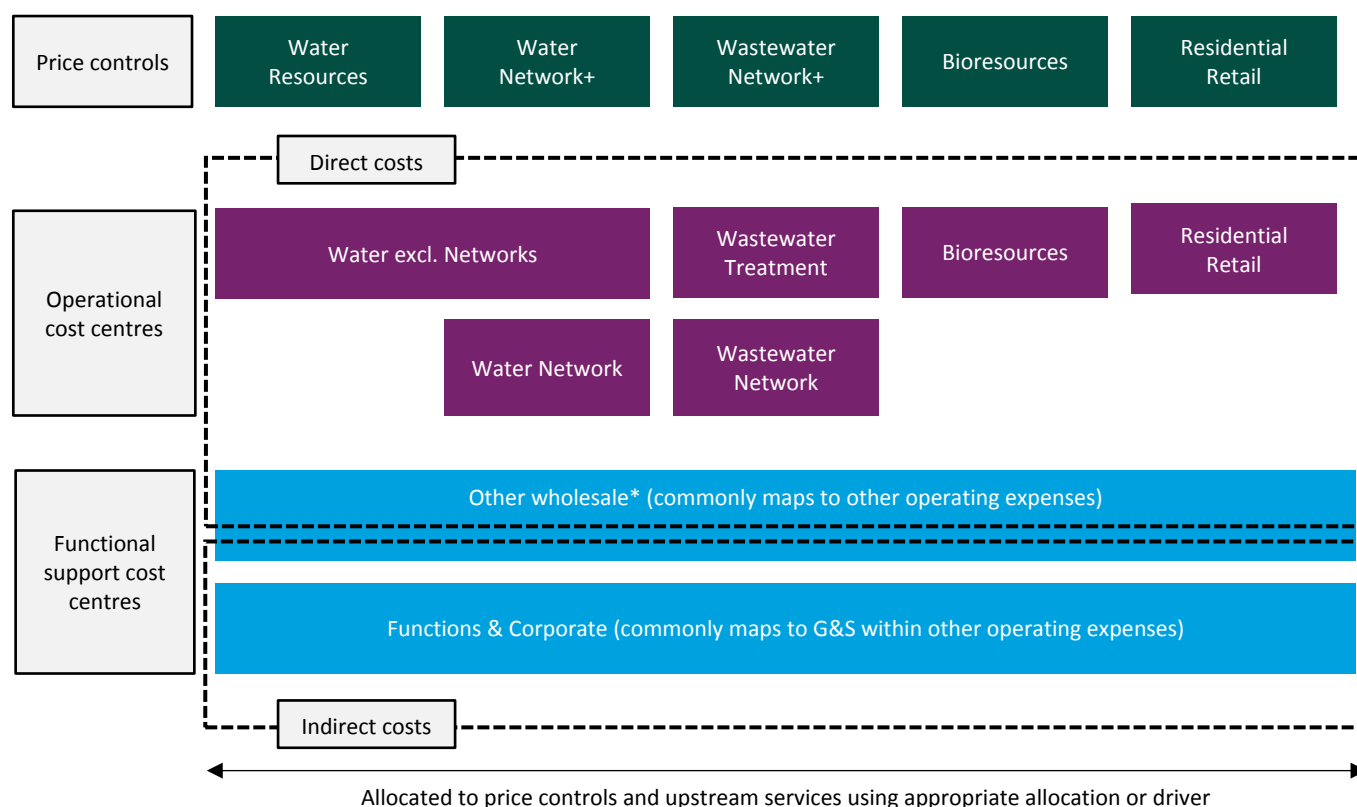 Price controls
Water
Resources
Water
Network+
Wastewater
Network+
Bioresources
Residential
Retail
Direct costs
Operational
cost centres
Water excl. Networks
Wastewater
Treatment
Bioresources
Residential
Retail
Water Network
Wastewater
Network
Functional
support cost
centres
Other wholesale* (commonly maps to other operating expenses)
Functions & Corporate (commonly maps to G&S within other operating expenses)
Indirect costs
Allocated to price controls and upstream services using appropriate allocation or driver